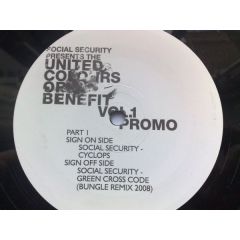 SOCIAL SECURITY
PRESENTS THE
UNITED
COLOURS
OF
BENEFIT
VOL.1
PROMO
PART 1
SIGN ON SIDE
SOCIAL SECURITY -
CYCLOPS
SIGN OFF SIDE
SOCIAL SECURITY -
GREEN CROSS CODE
(BUNGLE REMIX 2008)